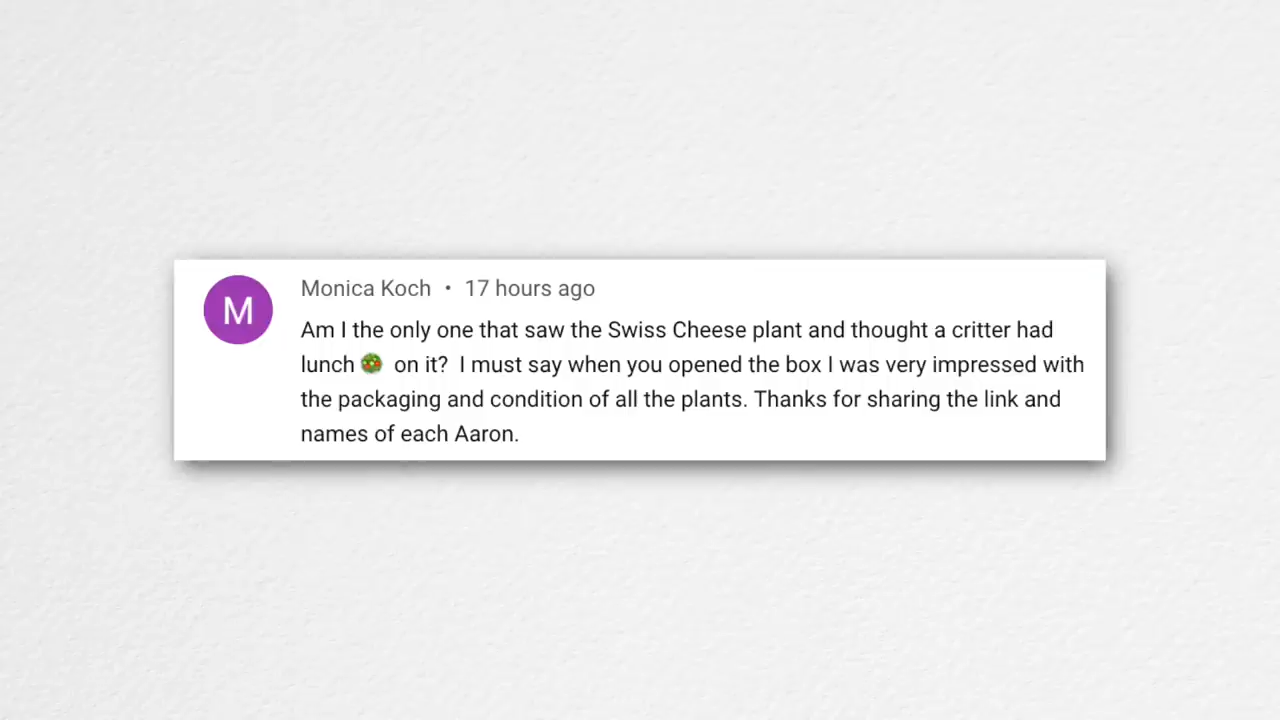 M
Monica Koch • 17 hours ago
Am I the only one that saw the Swiss Cheese plant and thought a critter had
lunch 🥗 on it?  I must say when you opened the box I was very impressed with
the packaging and condition of all the plants. Thanks for sharing the link and
names of each Aaron.